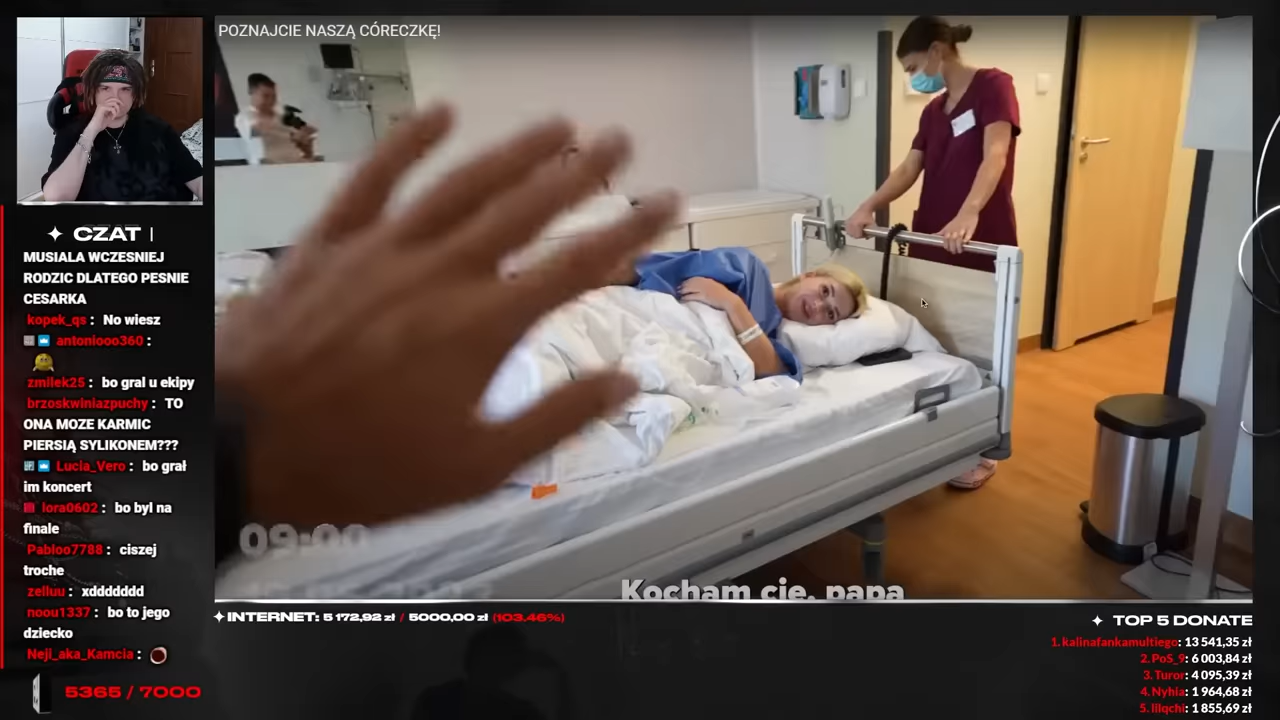 POZNAJCIE NASZĄ CÓRECZKĘ!
✦ CZAT |
MUSIALA WCZESNIEJ
RODZIC DLATEGO PESNIE
CESARKA
kopek_qs : No wiesz
antoniooo360 :
zmilek25 : bo gral u ekipy
brzoskwiniazpuchy : TO
ONA MOZE KARMIC
PIERSIĄ SYLIKONEM???
Lucia_Vero : bo grał
im koncert
lora0602 : bo byl na
finale
Pabloo7788 : ciszej
troche
zelluu : xddddddd
noou1337 : bo to jego
dziecko
Neji_aka_Kamcia :
5365 / 7000
09:00
Kocham cię, papa
✦INTERNET: 5 172,92 zł / 5000,00 zł (103.46%)
✦ TOP 5 DONATE
1. kalinafankamultiego: 13 541,35 zł
2. PoS_9: 6 003,84 zł
3. Turor: 4 095,39 zł
4. Nyhia: 1 964,68 zł
5. lilqchi: 1 855,69 zł